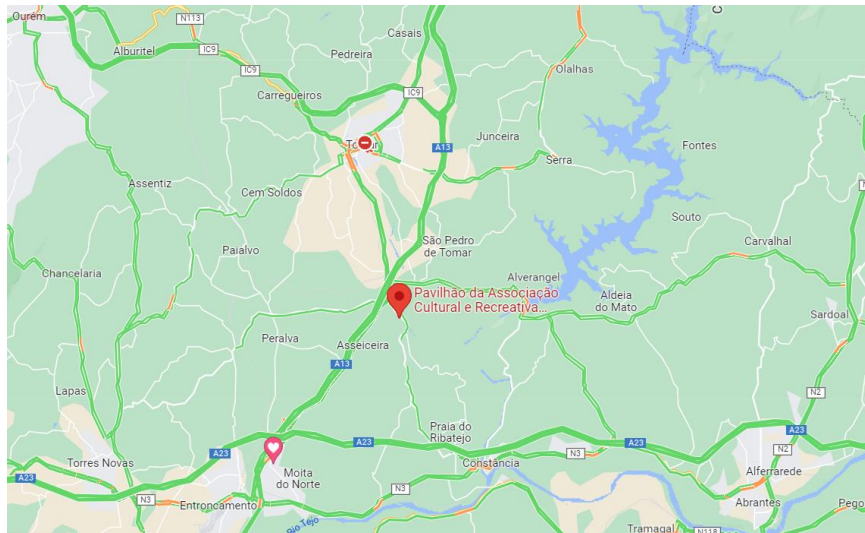 Ourém
N113
Casais
C
Alburitel
IC9
Pedreira
Olalhas
IC9
Carregueiros
IC9
A13
Junceira
Serra
Fontes
N2
Assentiz
Cem Soldos
Souto
Paialvo
São Pedro
de Tomar
Carvalhal
Chancelaria
Alverangel
Pavilhão da Associação
Cultural e Recreativa...
Aldeia
do Mato
Sardoal
Peralva
Asseiceira
A13
Lapas
N2
Praia do
Ribatejo
A23
A23
A23
A23
Torres Novas
Moita
do Norte
Constância
N3
N2
Alferrarede
A23
N3
Entroncamento
N3
Abrantes
Pego
Rio Tejo
Tramagal
N118